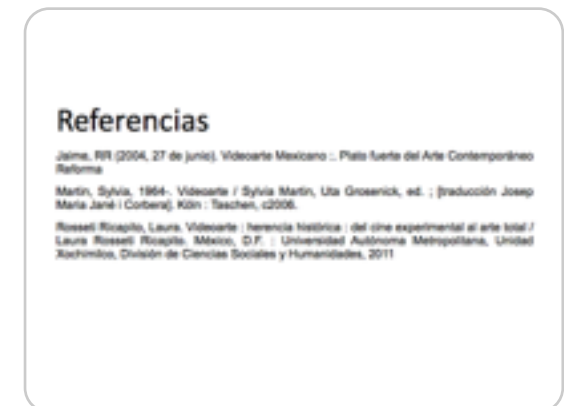 Referencias
Jaime, RR (2004, 27 de junio). Videoarte Mexicano :. Plato fuerte del Arte Contemporáneo
Reforma
Martin, Sylvia, 1964-. Videoarte / Sylvia Martin, Uta Grosenick, ed. ; [traducción Josep
Maria Jané i Corbera]. Köln : Taschen, c2006.
Rosseti Ricapito, Laura. Videoarte : herencia histórica : del cine experimental al arte total /
Laura Rosseti Ricapito. México, D.F. : Universidad Autónoma Metropolitana, Unidad
Xochimilco, División de Ciencias Sociales y Humanidades, 2011